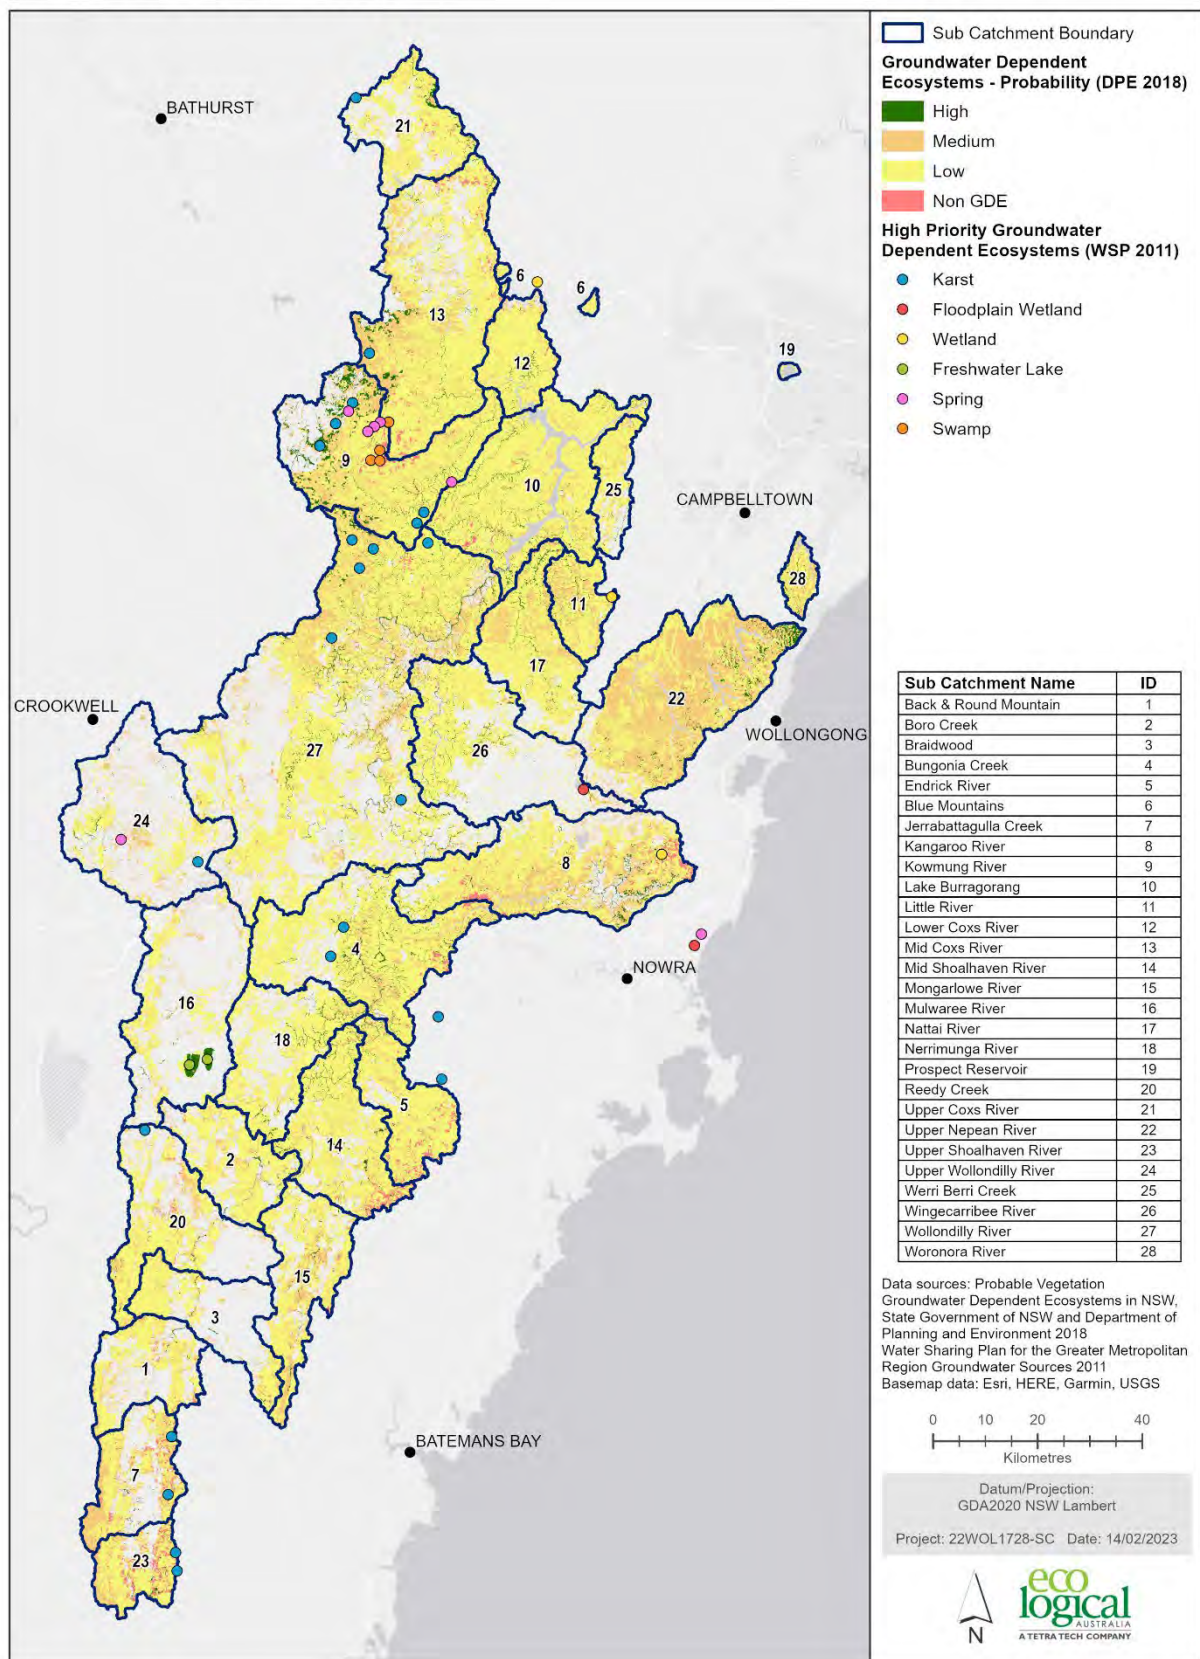 BATHURST
21
6
6
13
19
12
9
10
25
CAMPBELLTOWN
28
11
17
22
CROOKWELL
WOLLONGONG
27
26
24
8
4
NOWRA
16
18
5
14
2
20
15
3
1
BATEMANS BAY
7
23
Sub Catchment Boundary
Groundwater Dependent
Ecosystems - Probability (DPE 2018)
High
Medium
Low
Non GDE
High Priority Groundwater
Dependent Ecosystems (WSP 2011)
Karst
Floodplain Wetland
Wetland
Freshwater Lake
Spring
Swamp
Sub Catchment Name ID
Back & Round Mountain 1
Boro Creek 2
Braidwood 3
Bungonia Creek 4
Endrick River 5
Blue Mountains 6
Jerrabattagulla Creek 7
Kangaroo River 8
Kowmung River 9
Lake Burragorang 10
Little River 11
Lower Coxs River 12
Mid Coxs River 13
Mid Shoalhaven River 14
Mongarlowe River 15
Mulwaree River 16
Nattai River 17
Nerrimunga River 18
Prospect Reservoir 19
Reedy Creek 20
Upper Coxs River 21
Upper Nepean River 22
Upper Shoalhaven River 23
Upper Wollondilly River 24
Werri Berri Creek 25
Wingecarribee River 26
Wollondilly River 27
Woronora River 28
Data sources: Probable Vegetation
Groundwater Dependent Ecosystems in NSW,
State Government of NSW and Department of
Planning and Environment 2018
Water Sharing Plan for the Greater Metropolitan
Region Groundwater Sources 2011
Basemap data: Esri, HERE, Garmin, USGS
0 10 20 40
Kilometres
Datum/Projection:
GDA2020 NSW Lambert
Project: 22WOL1728-SC Date: 14/02/2023
N
eco
logical
AUSTRALIA
A TETRA TECH COMPANY